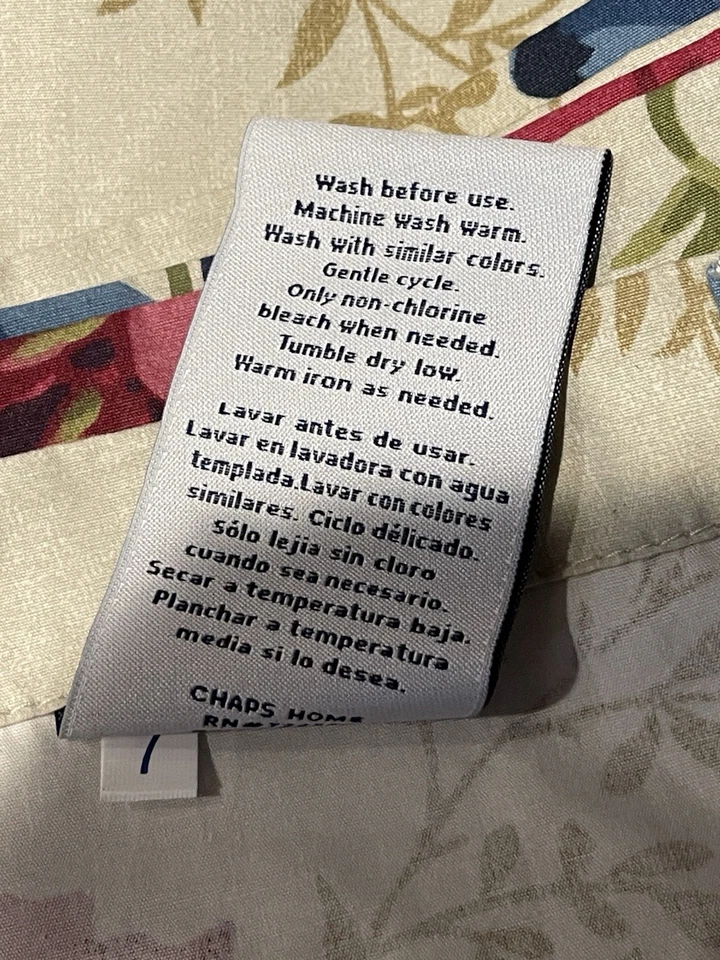 Wash before use.
Machine wash warm.
Wash with similar colors.
Gentle cycle.
Only non-chlorine
bleach when needed.
Tumble dry low.
Warm iron as needed.
Lavar antes de usar.
Lavar en lavadora con agua
templada.Lavar con colores
similares. Ciclo délicado.
Sólo lejia sin cloro
cuando sea necesario.
Secar a temperatura baja.
Planchar a temperatura
media si lo desea.
CHAPS HOME
RN#
7